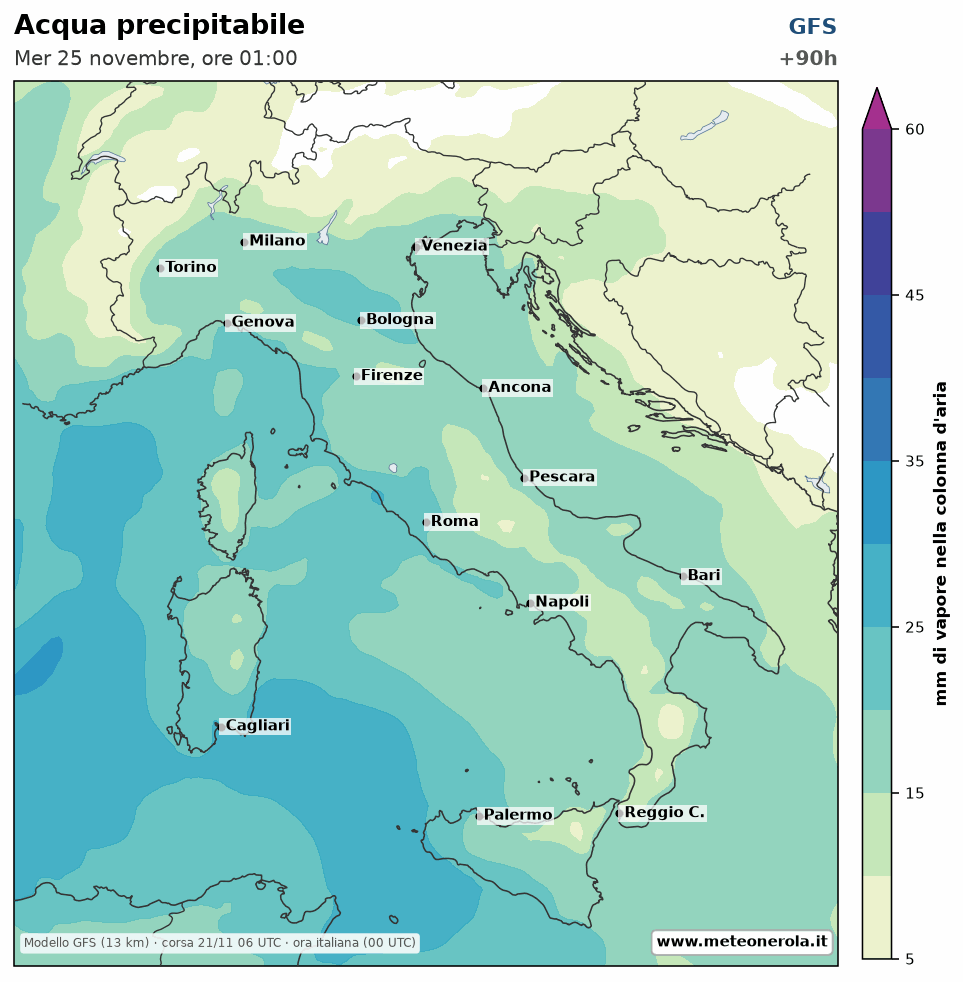 Acqua precipitabile
GFS
Mer 25 novembre, ore 01:00
+90h
Milano
Torino
Venezia
Genova
Bologna
Firenze
Ancona
Pescara
Roma
Bari
Napoli
Cagliari
Palermo
Reggio C.
Modello GFS (13 km) · corsa 21/11 06 UTC · ora italiana (00 UTC)
www.meteonerola.it
60
45
35
25
15
5
mm di vapore nella colonna d'aria